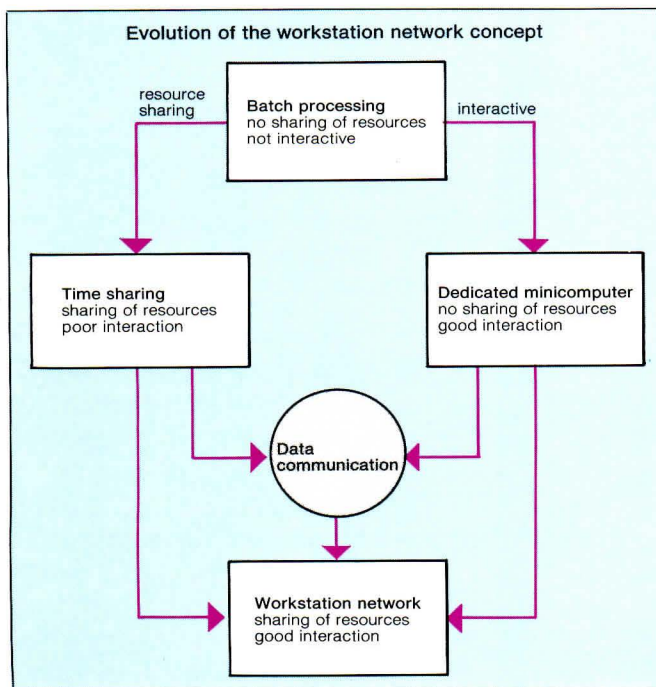 Evolution of the workstation network concept
resource
sharing
Batch processing
no sharing of resources
not interactive
interactive
Time sharing
sharing of resources
poor interaction
Dedicated minicomputer
no sharing of resources
good interaction
Data
communication
Workstation network
sharing of resources
good interaction